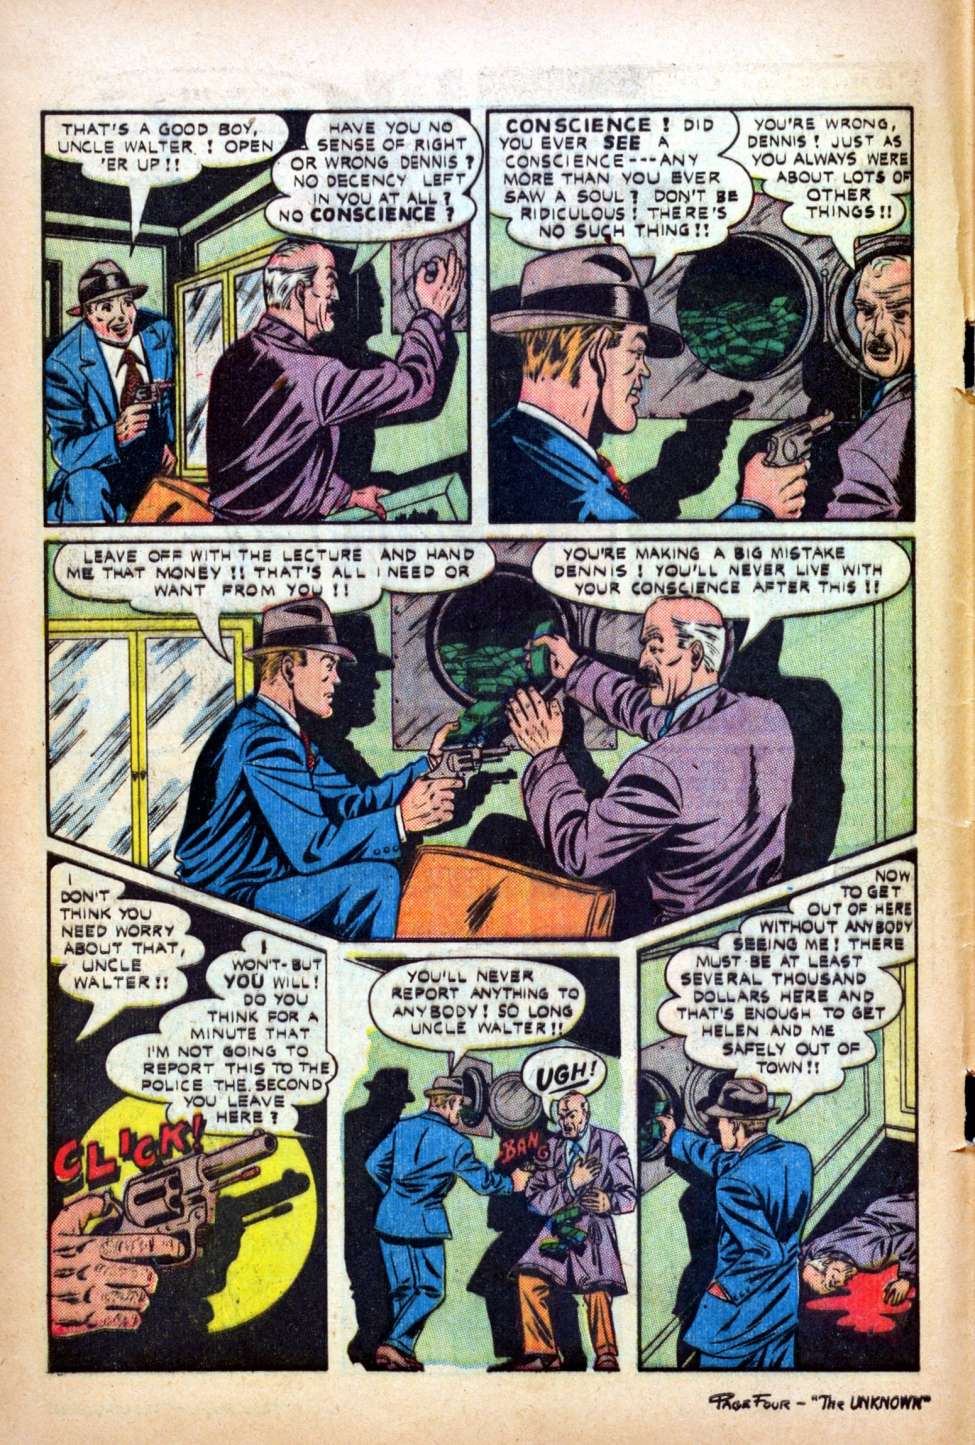 THAT'S A GOOD BOY,
UNCLE WALTER! OPEN
'ER UP!!
HAVE YOU NO
SENSE OF RIGHT
OR WRONG DENNIS?
NO DECENCY LEFT
IN YOU AT ALL?
NO CONSCIENCE?
CONSCIENCE! DID
YOU EVER SEE A
CONSCIENCE---ANY
MORE THAN YOU EVER
SAW A SOUL? DON'T BE
RIDICULOUS! THERE'S
NO SUCH THING!!
YOU'RE WRONG,
DENNIS! JUST AS
YOU ALWAYS WERE
ABOUT LOTS OF
OTHER
THINGS!!
LEAVE OFF WITH THE LECTURE AND HAND
ME THAT MONEY!! THAT'S ALL I NEED OR
WANT FROM YOU!!
YOU'RE MAKING A BIG MISTAKE
DENNIS! YOU'LL NEVER LIVE WITH
YOUR CONSCIENCE AFTER THIS!!
I
DON'T
THINK YOU
NEED WORRY
ABOUT THAT,
UNCLE
WALTER!!
I
WON'T-BUT
YOU WILL!
DO YOU
THINK FOR A
MINUTE THAT
I'M NOT GOING TO
REPORT THIS TO THE
POLICE THE SECOND
YOU LEAVE
HERE?
CLICK!
YOU'LL NEVER
REPORT ANYTHING TO
ANYBODY! SO LONG
UNCLE WALTER!!
UGH!
BANG
NOW
TO GET
OUT OF HERE
WITHOUT ANYBODY
SEEING ME! THERE
MUST BE AT LEAST
SEVERAL THOUSAND
DOLLARS HERE AND
THAT'S ENOUGH TO GET
HELEN AND ME
SAFELY OUT OF
TOWN!!
PAGE FOUR - "The UNKNOWN"